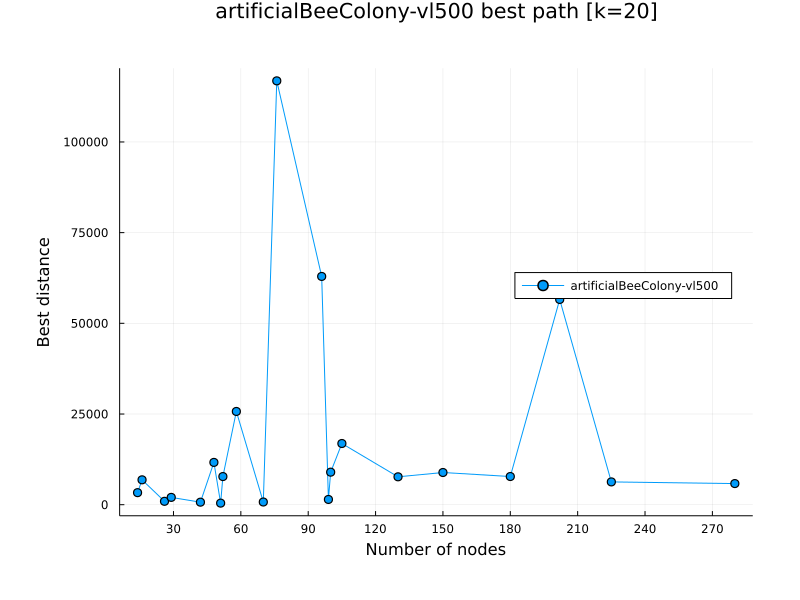 artificialBeeColony-vl500 best path [k=20]
100000
75000
50000
25000
0
Best distance
artificialBeeColony-vl500
30 60 90 120 150 180 210 240 270
Number of nodes